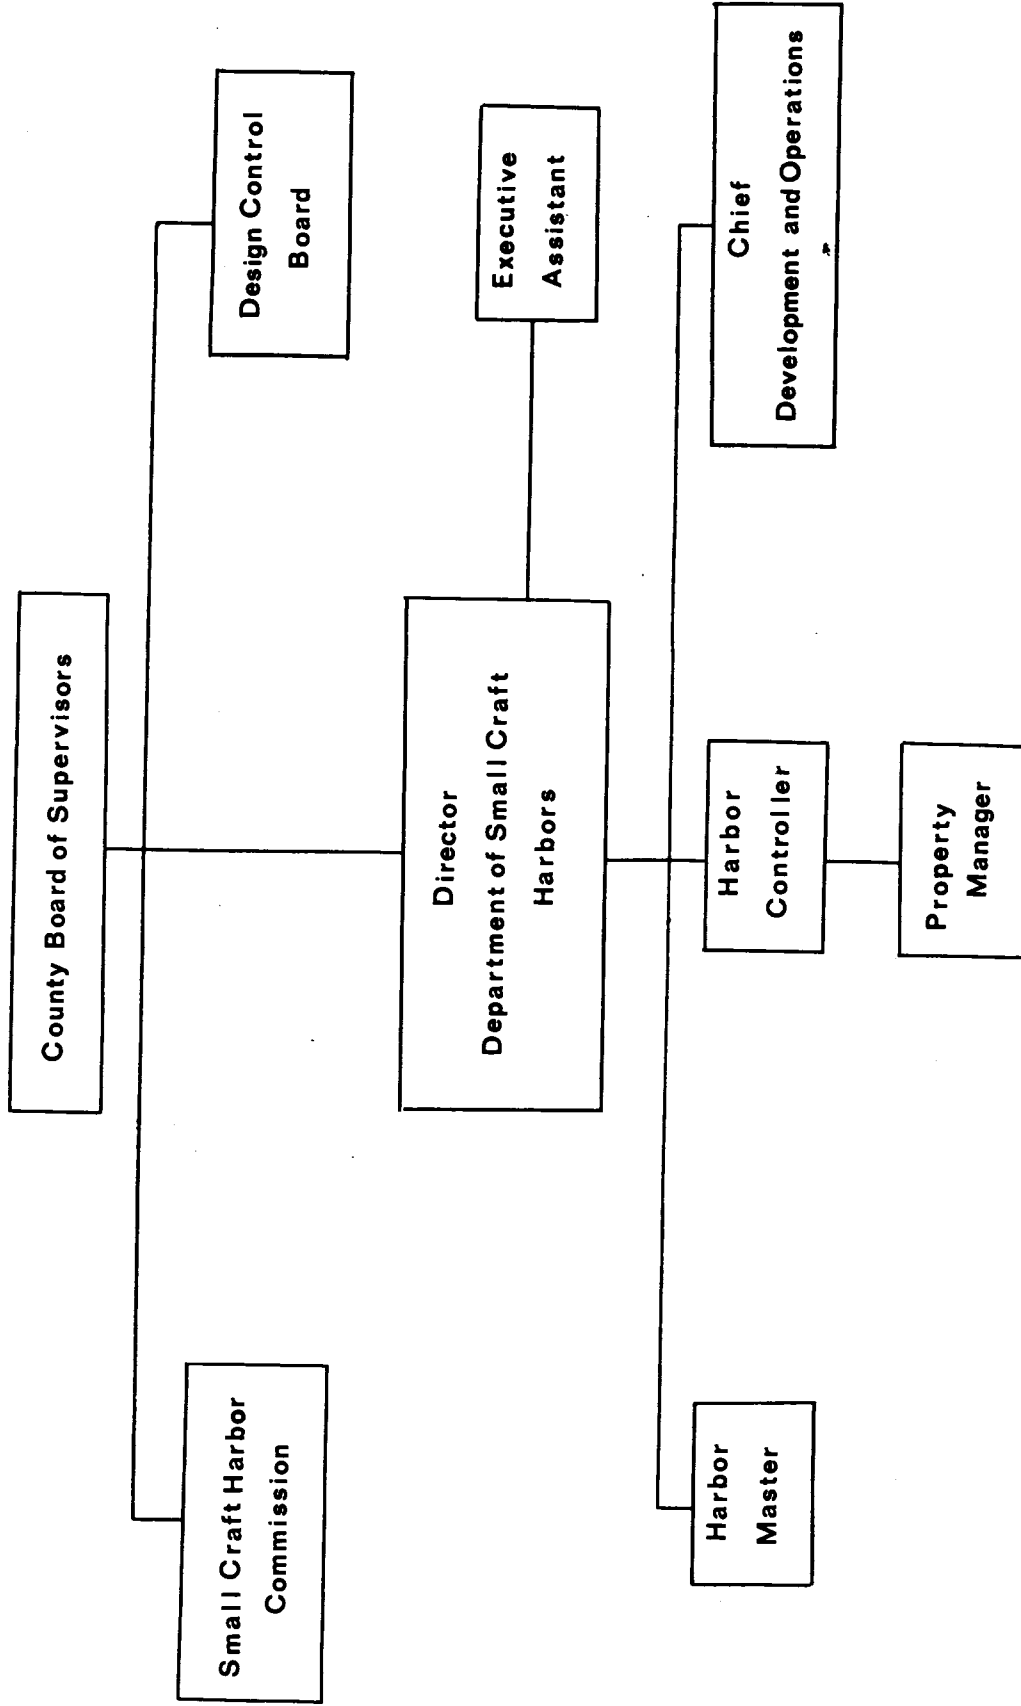 County Board of Supervisors
Small Craft Harbor
Commission
Design Control
Board
Director
Department of Small Craft
Harbors
Executive
Assistant
Harbor
Master
Harbor
Controller
Chief
Development and Operations
Property
Manager